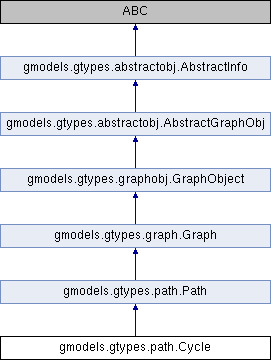 ABC
gmodels.gtypes.abstractobj.AbstractInfo
gmodels.gtypes.abstractobj.AbstractGraphObj
gmodels.gtypes.graphobj.GraphObject
gmodels.gtypes.graph.Graph
gmodels.gtypes.path.Path
gmodels.gtypes.path.Cycle